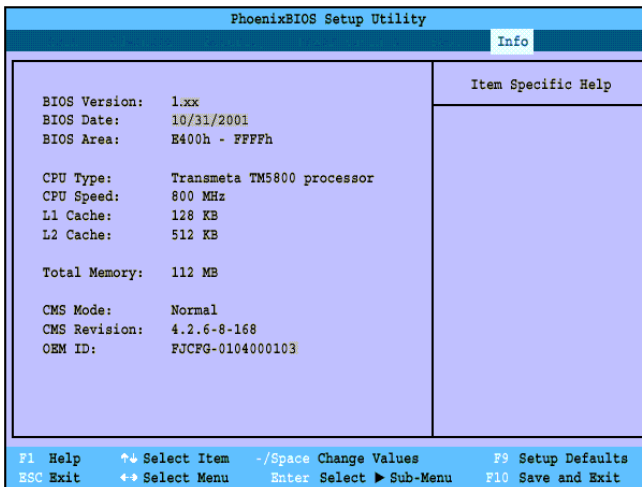 PhoenixBIOS Setup Utility
Info
Item Specific Help
BIOS Version: 1.xx
BIOS Date: 10/31/2001
BIOS Area: E400h - FFFFh
CPU Type: Transmeta TM5800 processor
CPU Speed: 800 MHz
L1 Cache: 128 KB
L2 Cache: 512 KB
Total Memory: 112 MB
CMS Mode: Normal
CMS Revision: 4.2.6-8-168
OEM ID: FJCFG-0104000103
F1 Help ↑↓ Select Item -/Space Change Values F9 Setup Defaults
ESC Exit ↔ Select Menu Enter Select ▶ Sub-Menu F10 Save and Exit